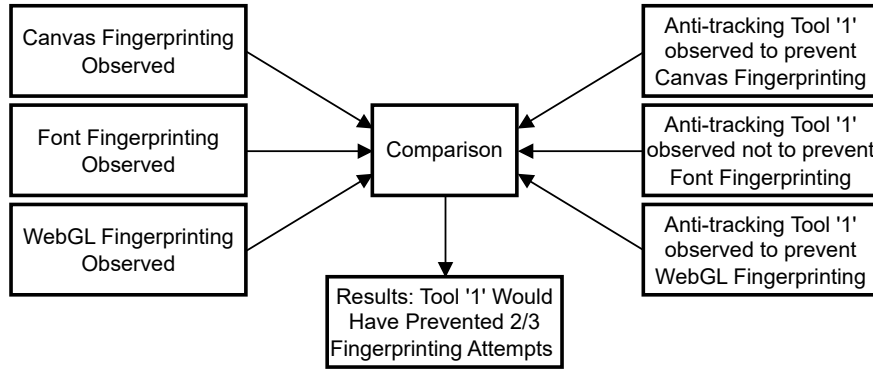 Canvas Fingerprinting
Observed
Font Fingerprinting
Observed
WebGL Fingerprinting
Observed
Comparison
Anti-tracking Tool '1'
observed to prevent
Canvas Fingerprinting
Anti-tracking Tool '1'
observed not to prevent
Font Fingerprinting
Anti-tracking Tool '1'
observed to prevent
WebGL Fingerprinting
Results: Tool '1' Would
Have Prevented 2/3
Fingerprinting Attempts